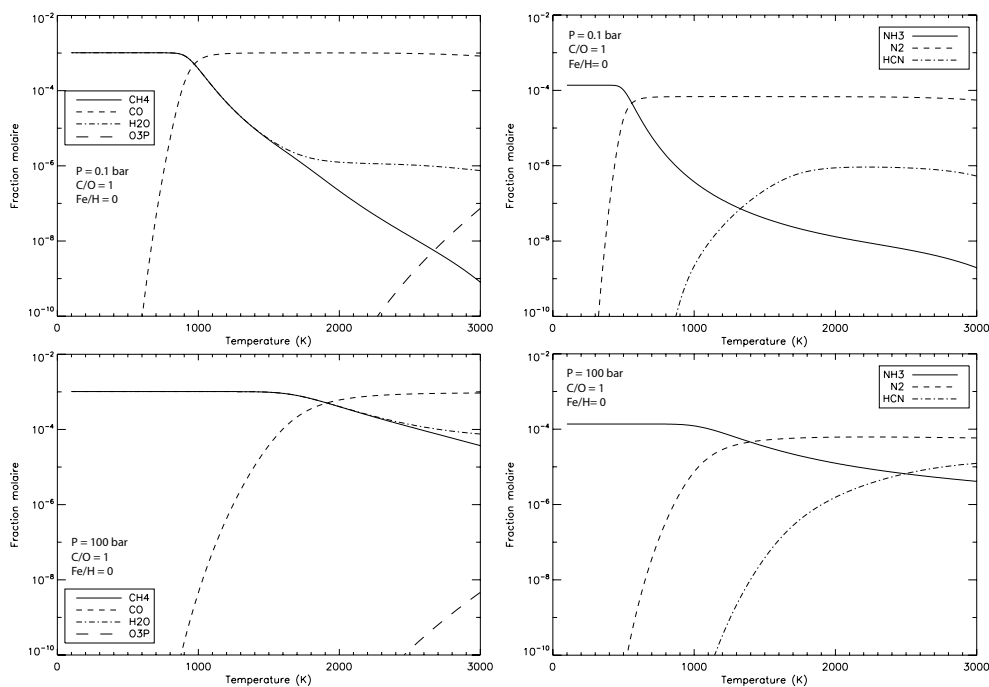 10⁻²
10⁻⁴
10⁻⁶
10⁻⁸
10⁻¹⁰
Fraction molaire
CH4
CO
H2O
O3P
P = 0.1 bar
C/O = 1
Fe/H = 0
0 1000 2000 3000
Temperature (K)
10⁻²
10⁻⁴
10⁻⁶
10⁻⁸
10⁻¹⁰
Fraction molaire
P = 0.1 bar
C/O = 1
Fe/H= 0
NH3
N2
HCN
0 1000 2000 3000
Temperature (K)
10⁻²
10⁻⁴
10⁻⁶
10⁻⁸
10⁻¹⁰
Fraction molaire
P = 100 bar
C/O = 1
Fe/H = 0
CH4
CO
H2O
O3P
0 1000 2000 3000
Temperature (K)
10⁻²
10⁻⁴
10⁻⁶
10⁻⁸
10⁻¹⁰
Fraction molaire
P = 100 bar
C/O = 1
Fe/H= 0
NH3
N2
HCN
0 1000 2000 3000
Temperature (K)